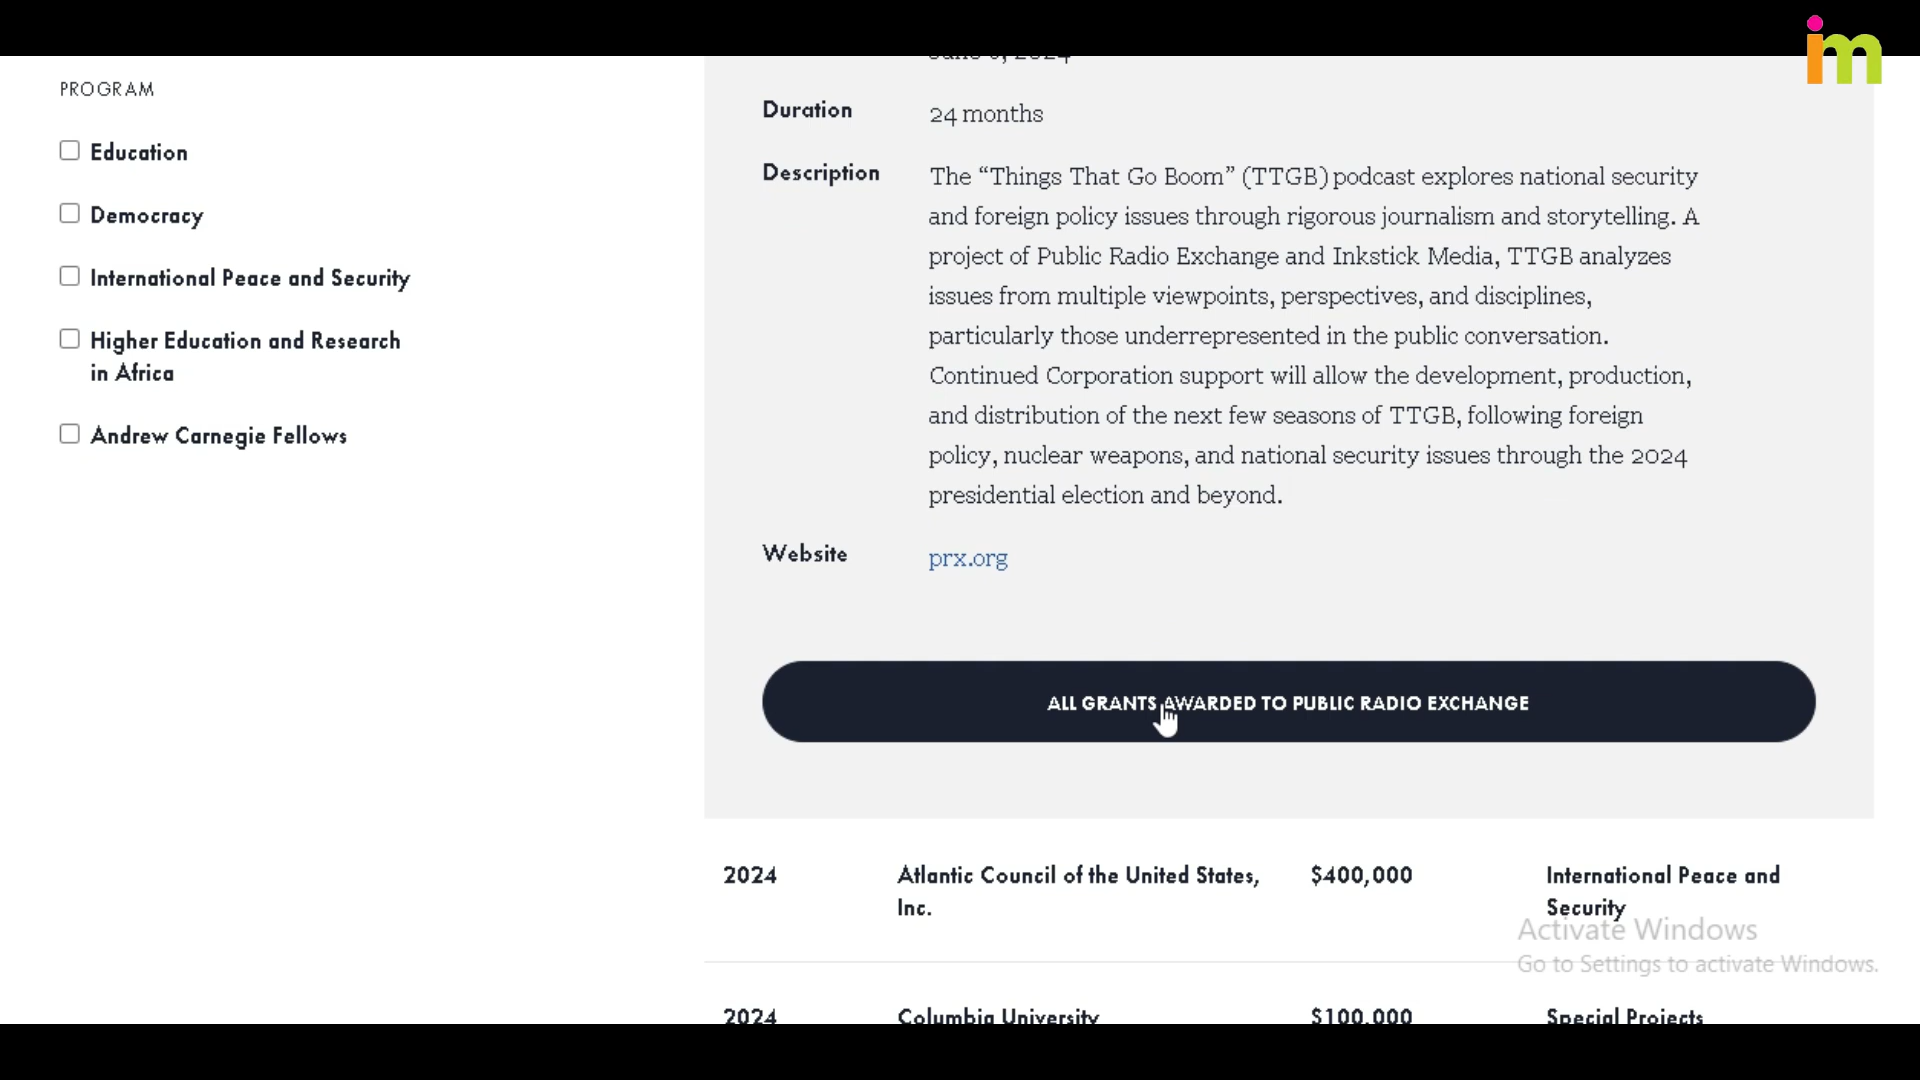 im
June 6, 2024
PROGRAM
Education
Democracy
International Peace and Security
Higher Education and Research
in Africa
Andrew Carnegie Fellows
Duration
24 months
Description
The “Things That Go Boom” (TTGB) podcast explores national security
and foreign policy issues through rigorous journalism and storytelling. A
project of Public Radio Exchange and Inkstick Media, TTGB analyzes
issues from multiple viewpoints, perspectives, and disciplines,
particularly those underrepresented in the public conversation.
Continued Corporation support will allow the development, production,
and distribution of the next few seasons of TTGB, following foreign
policy, nuclear weapons, and national security issues through the 2024
presidential election and beyond.
Website
prx.org
ALL GRANTS AWARDED TO PUBLIC RADIO EXCHANGE
2024
Atlantic Council of the United States,
Inc.
$400,000
International Peace and
Security
Activate Windows
Go to Settings to activate Windows.
2024
Columbia University
$100,000
Special Projects